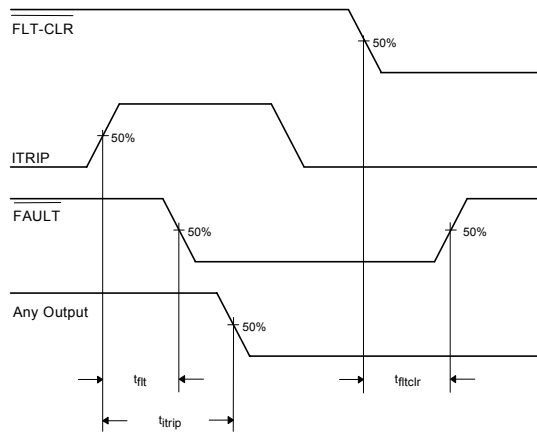 FLT-CLR
50%
50%
ITRIP
FAULT
50%
50%
Any Output
50%
tflt
tfltclr
titrip